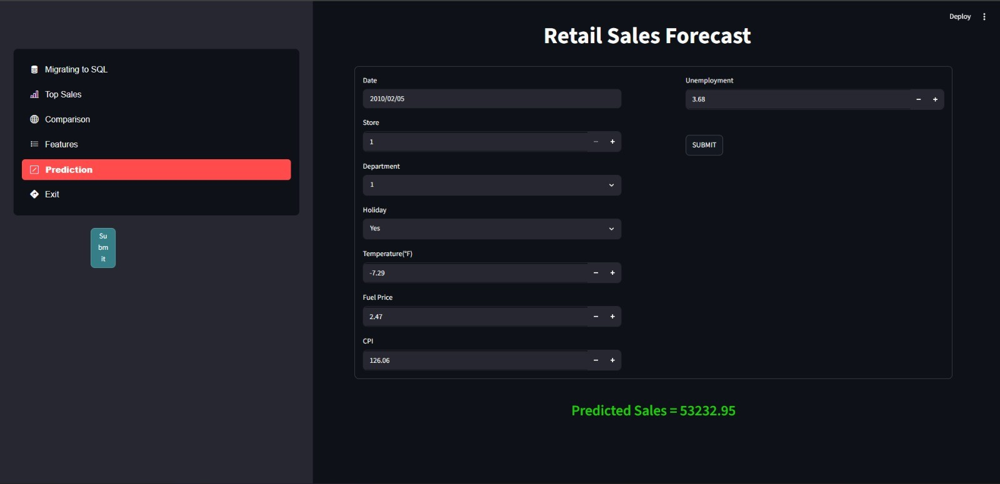 Deploy
Retail Sales Forecast
Migrating to SQL
Top Sales
Comparison
Features
Prediction
Exit
Su
bm
it
Date
2010/02/05
Store
1
Department
1
Holiday
Yes
Temperature(°F)
-7.29
Fuel Price
2.47
CPI
126.06
Unemployment
3.68
SUBMIT
Predicted Sales = 53232.95